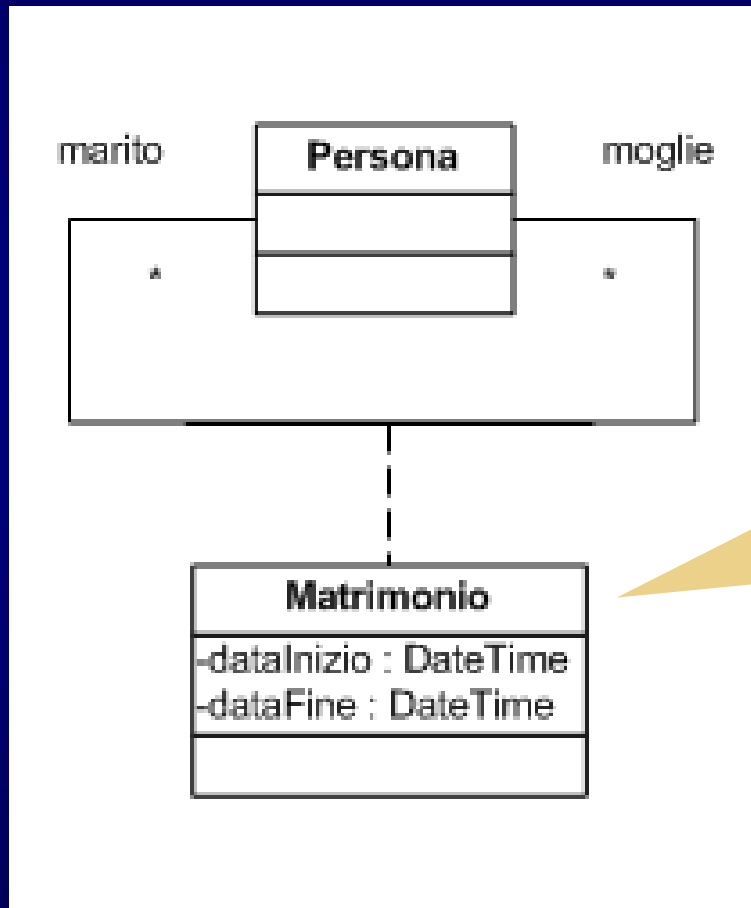 marito Persona moglie
* *
Matrimonio
-dataInizio : DateTime
-dataFine : DateTime